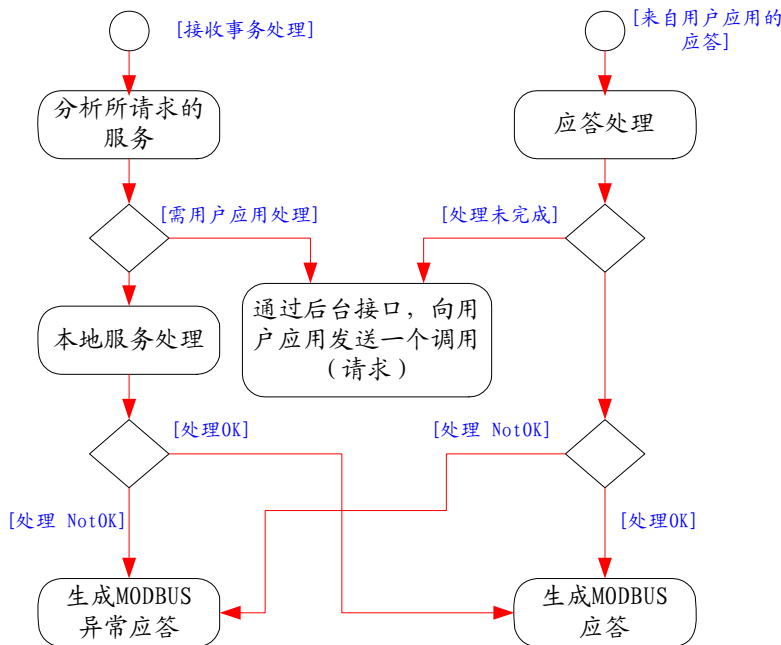 [接收事务处理]
[来自用户应用的
应答]
分析所请求的
服务
应答处理
[需用户应用处理]
[处理未完成]
通过后台接口，向用
户应用发送一个调用
（请求）
本地服务处理
[处理OK]
[处理 NotOK]
[处理 NotOK]
[处理OK]
生成MODBUS
异常应答
生成MODBUS
应答